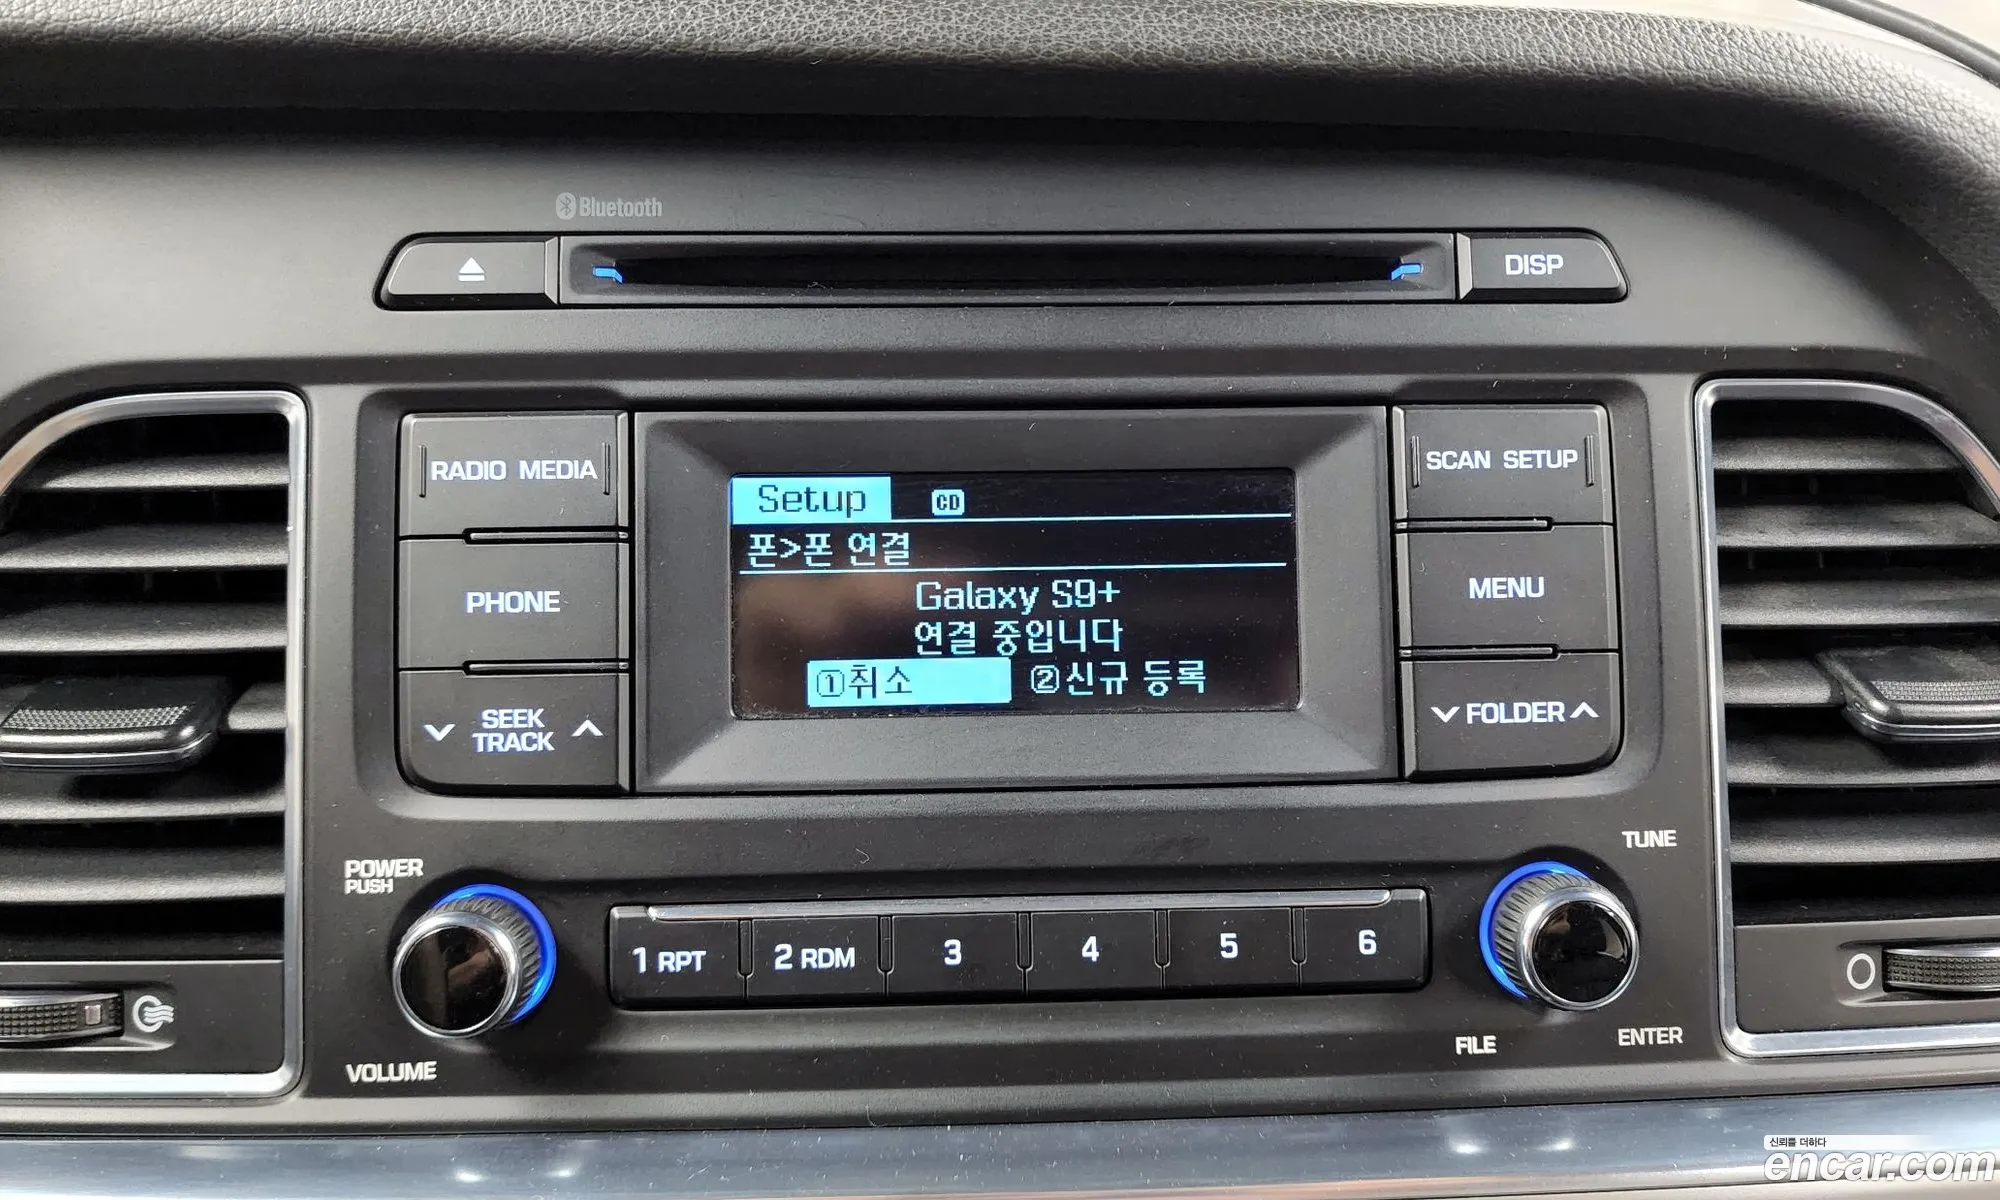 Bluetooth
DISP
RADIO MEDIA
SCAN SETUP
Setup CD
폰>폰 연결
Galaxy S9+
연결 중입니다
①취소 ②신규 등록
PHONE
MENU
SEEK
TRACK
FOLDER
POWER
PUSH
TUNE
1 RPT 2 RDM 3 4 5 6
VOLUME
FILE
ENTER
신뢰를 더하다
encar.com